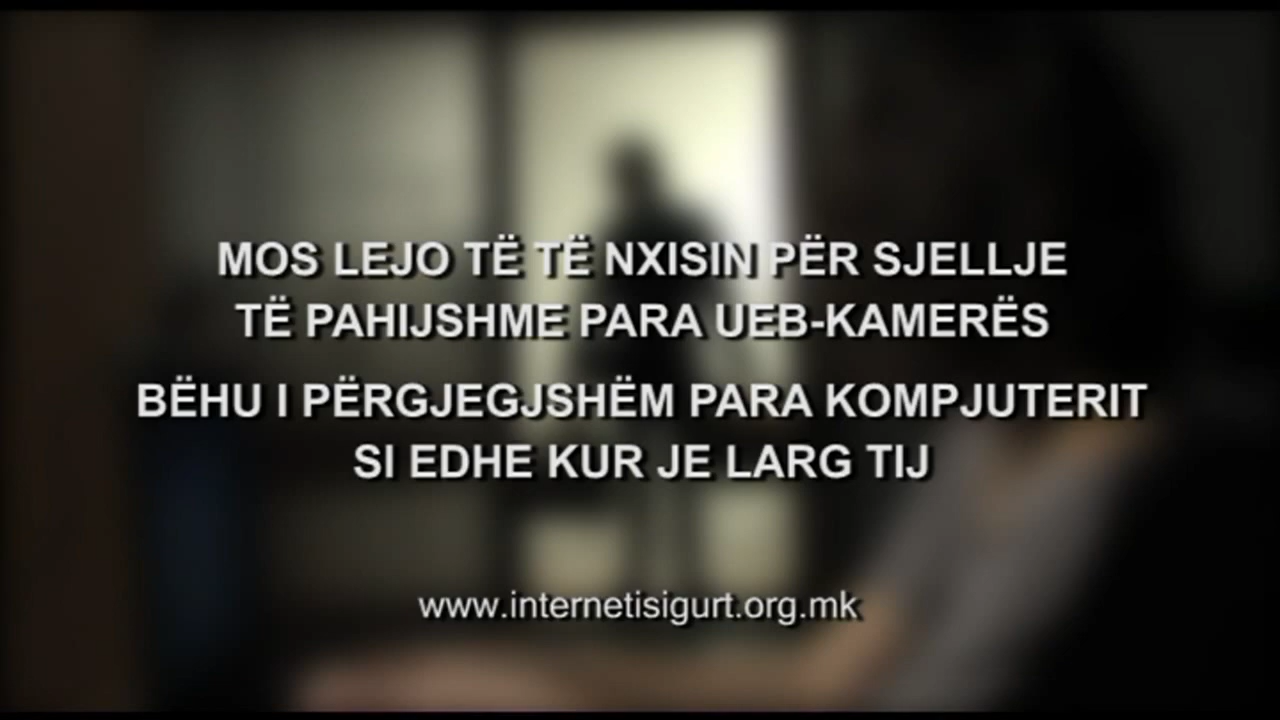 MOS LEJO TË TË NXISIN PËR SJELLJE
TË PAHIJSHME PARA UEB-KAMERËS
BËHU I PËRGJEGJSHËM PARA KOMPJUTERIT
SI EDHE KUR JE LARG TIJ
www.internetisigurt.org.mk